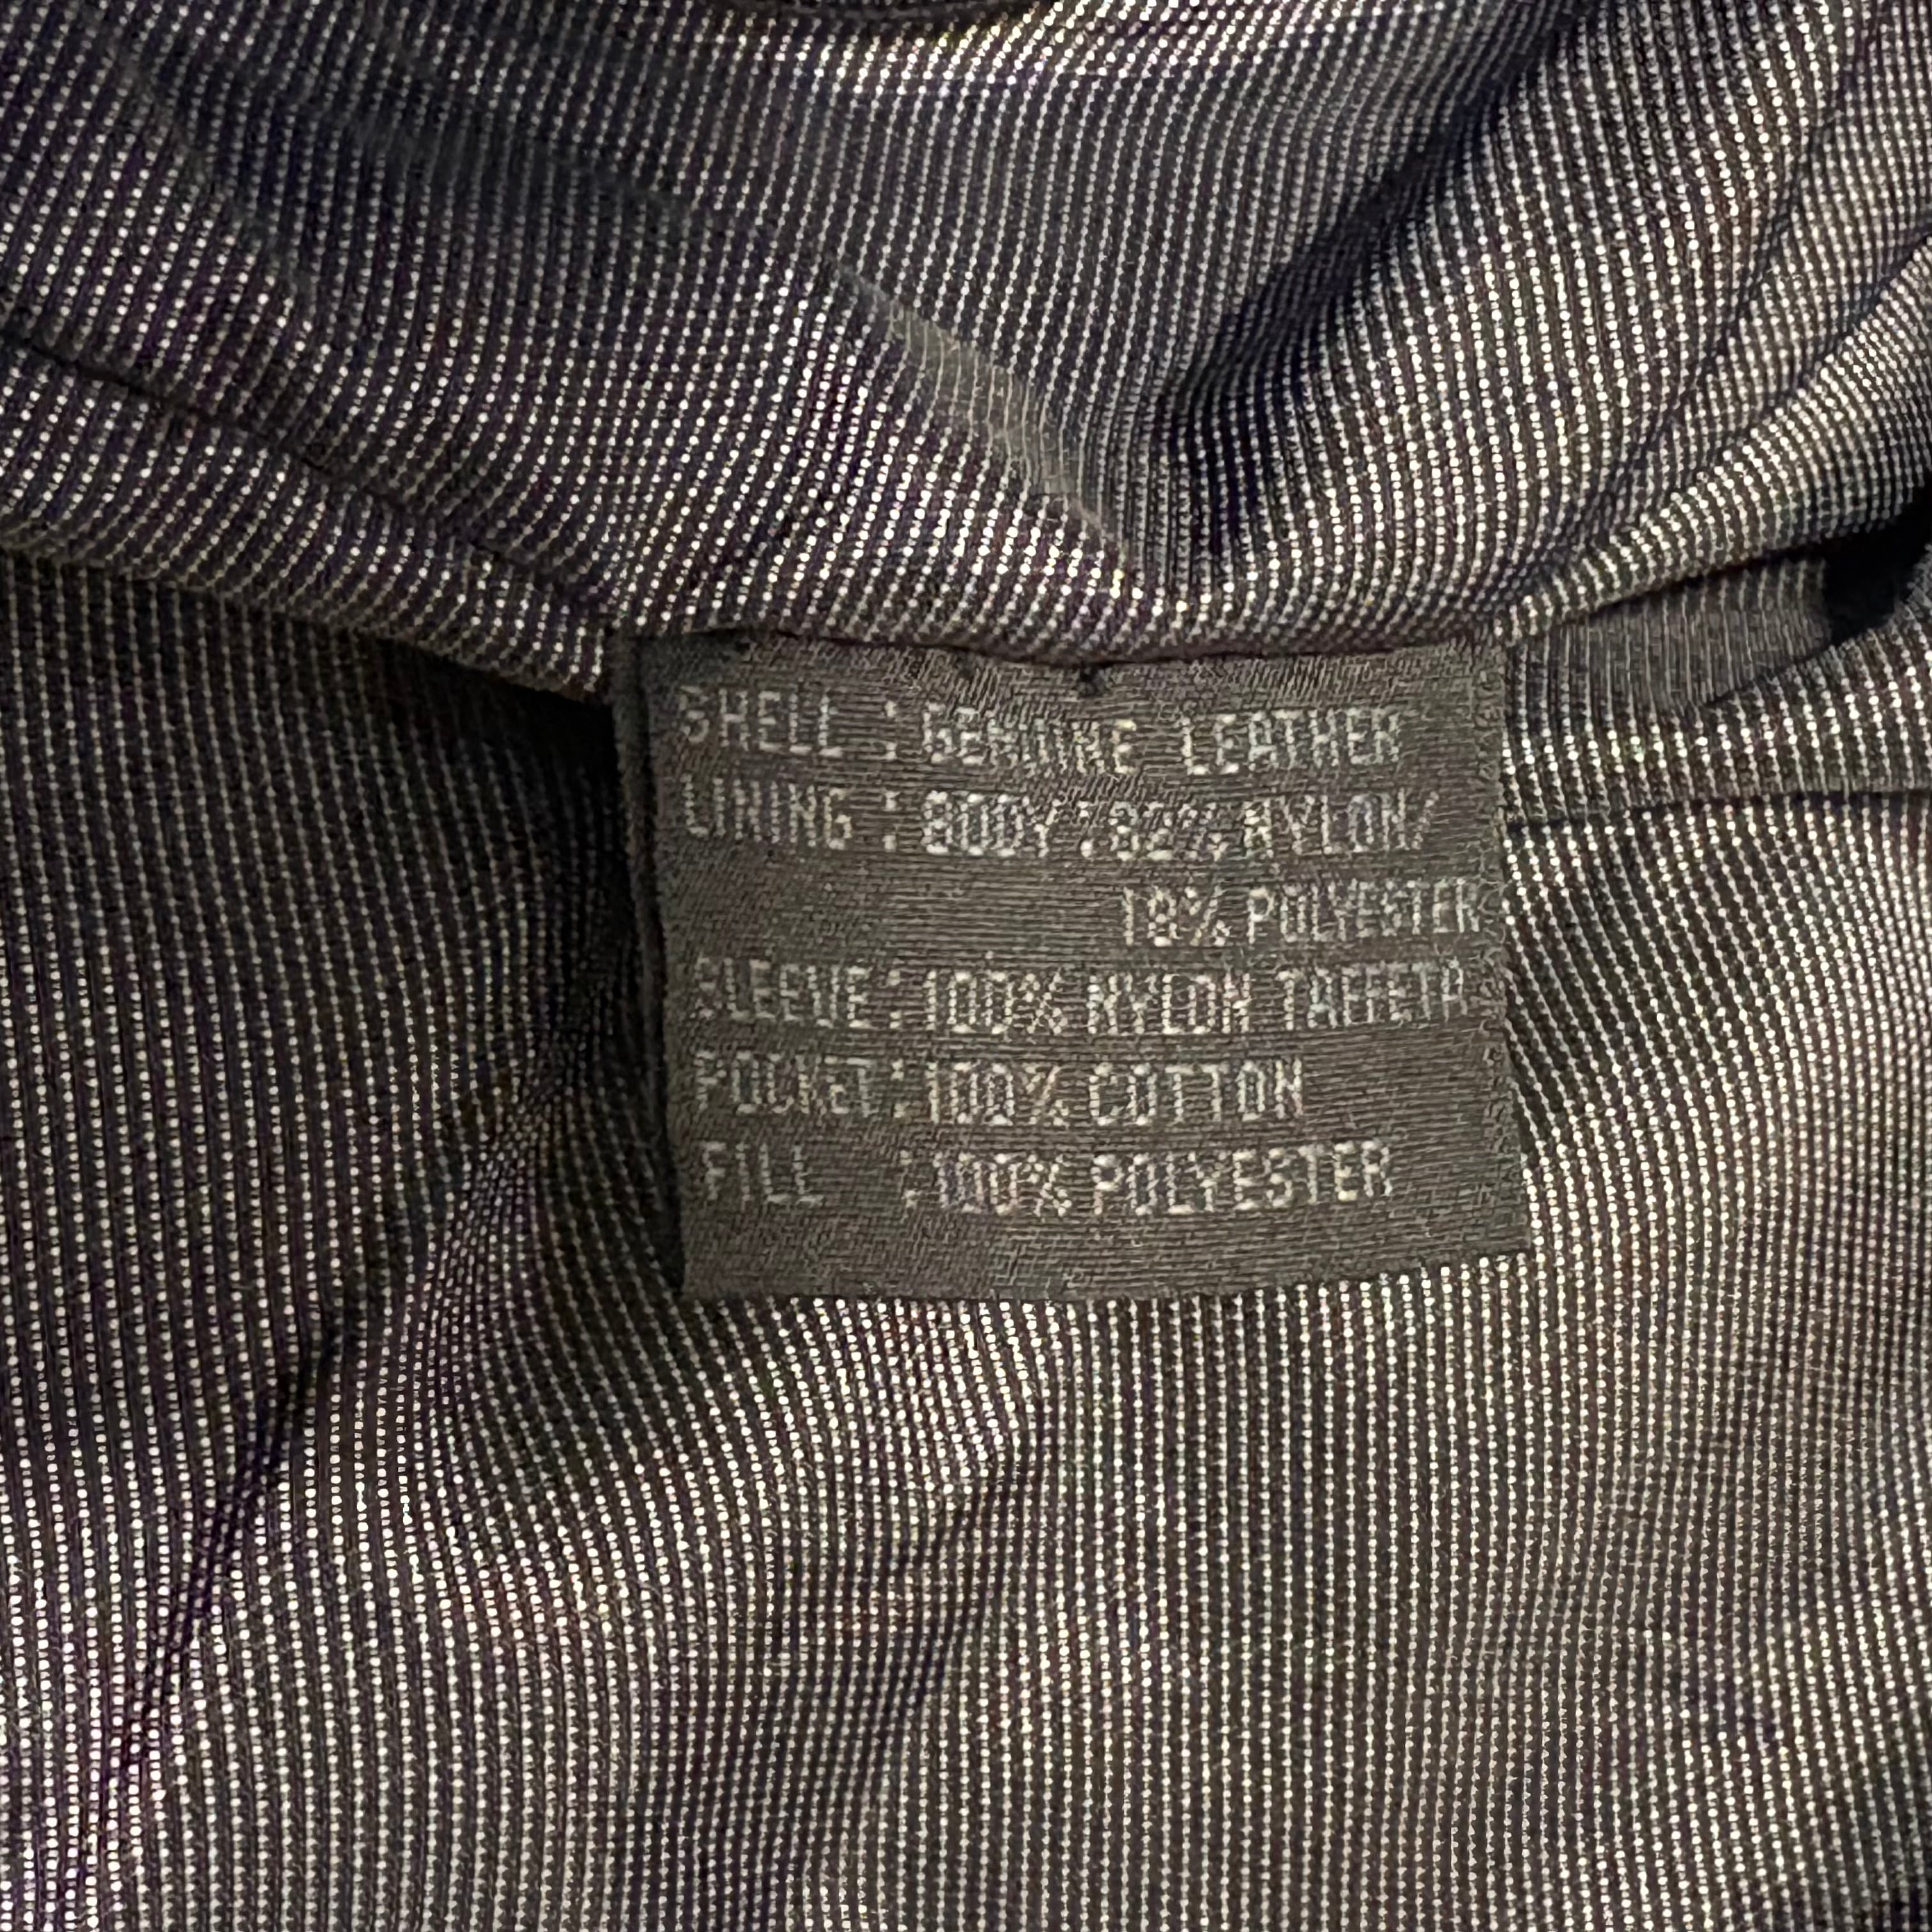 SHELL : GENUINE LEATHER
LINING : BODY : 82% NYLON/
18% POLYESTER
SLEEVE : 100% NYLON TAFFETA
POCKET : 100% COTTON
FILL : 100% POLYESTER